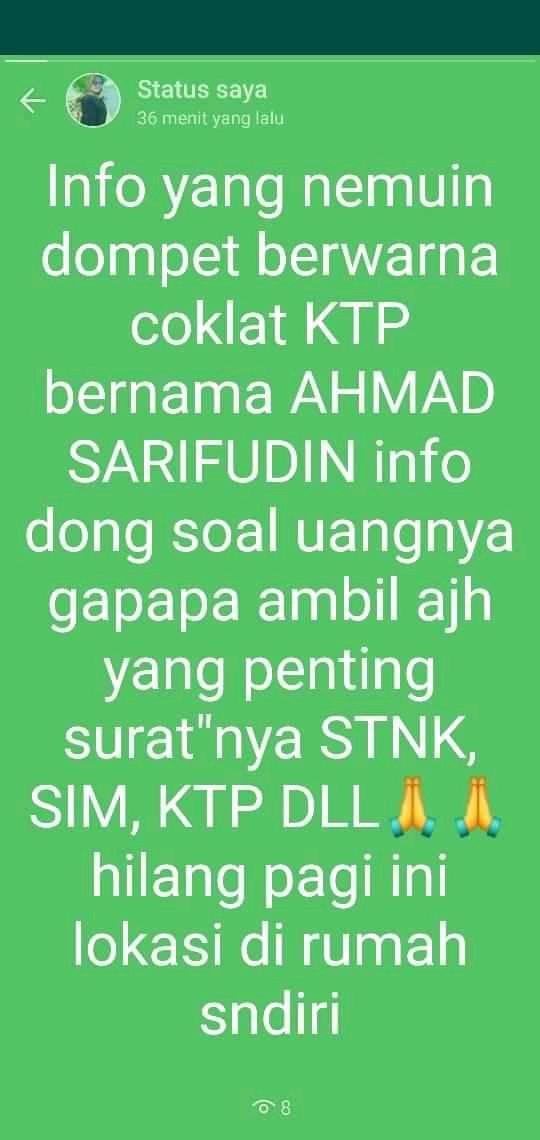 Status saya
36 menit yang lalu
Info yang nemuin
dompet berwarna
coklat KTP
bernama AHMAD
SARIFUDIN info
dong soal uangnya
gapapa ambil ajh
yang penting
surat"nya STNK,
SIM, KTP DLL🙏🙏
hilang pagi ini
lokasi di rumah
sndiri
8